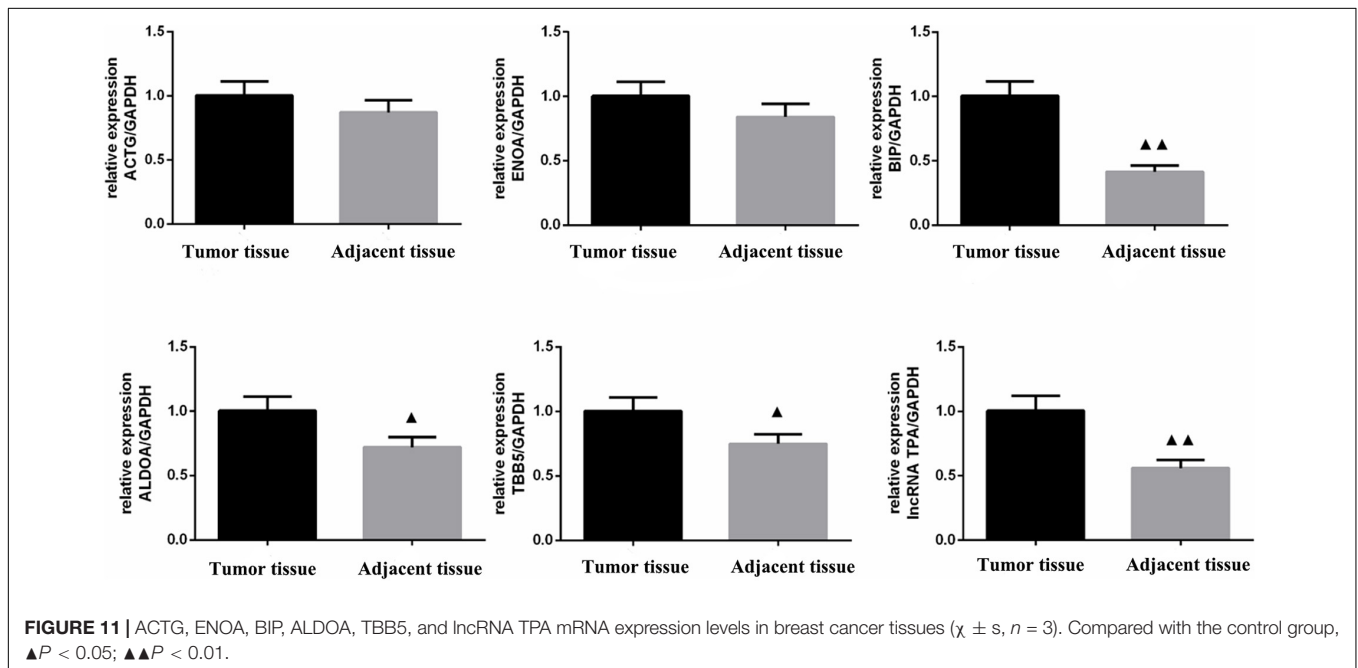 relative expression
ACTG/GAPDH
1.5
1.0
0.5
0.0
Tumor tissue Adjacent tissue
relative expression
ENOA/GAPDH
1.5
1.0
0.5
0.0
Tumor tissue Adjacent tissue
relative expression
BIP/GAPDH
1.5
1.0
0.5
0.0
▲▲
Tumor tissue Adjacent tissue
relative expression
ALDOA/GAPDH
1.5
1.0
0.5
0.0
▲
Tumor tissue Adjacent tissue
relative expression
TBB5/GAPDH
1.5
1.0
0.5
0.0
▲
Tumor tissue Adjacent tissue
relative expression
lncRNA TPA/GAPDH
1.5
1.0
0.5
0.0
▲▲
Tumor tissue Adjacent tissue
FIGURE 11 | ACTG, ENOA, BIP, ALDOA, TBB5, and lncRNA TPA mRNA expression levels in breast cancer tissues (χ ± s, n = 3). Compared with the control group,
▲P < 0.05; ▲▲P < 0.01.